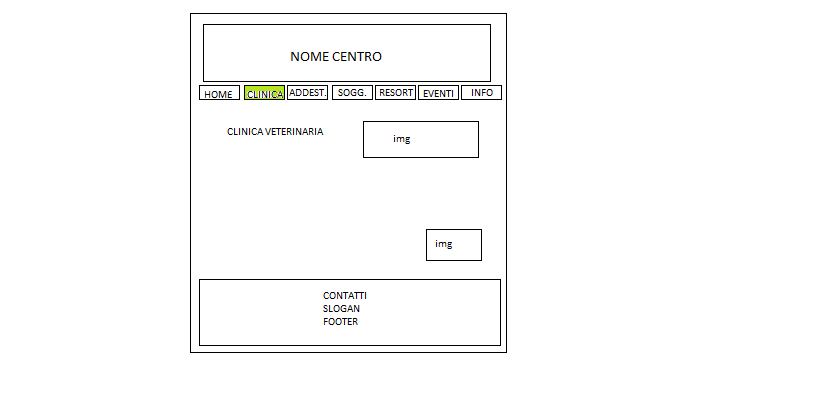 NOME CENTRO
HOME CLINICA ADDEST. SOGG. RESORT EVENTI INFO
CLINICA VETERINARIA
img
img
CONTATTI
SLOGAN
FOOTER